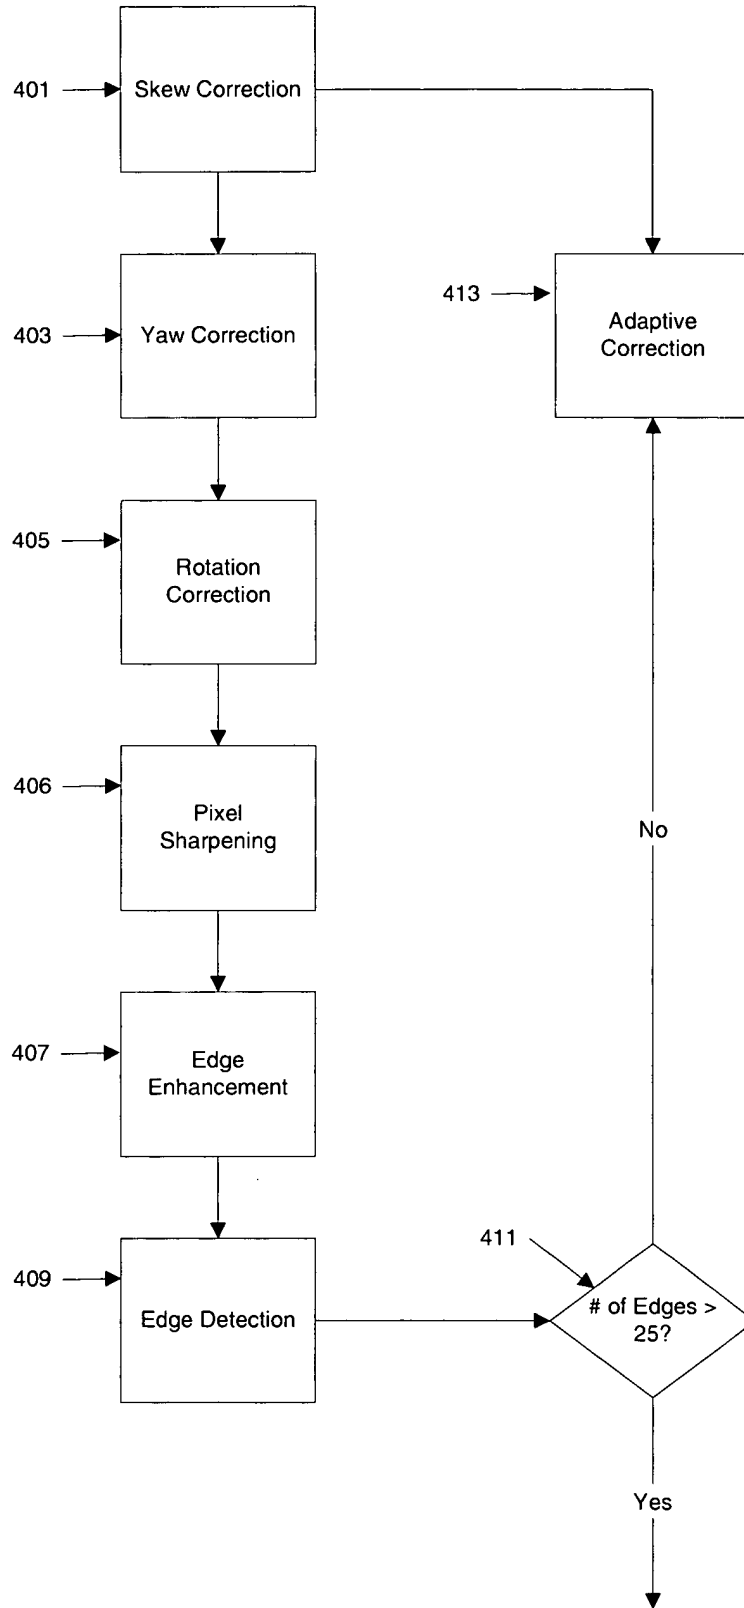 401
Skew Correction
403
Yaw Correction
413
Adaptive
Correction
405
Rotation
Correction
406
Pixel
Sharpening
No
407
Edge
Enhancement
411
409
Edge Detection
# of Edges >
25?
Yes